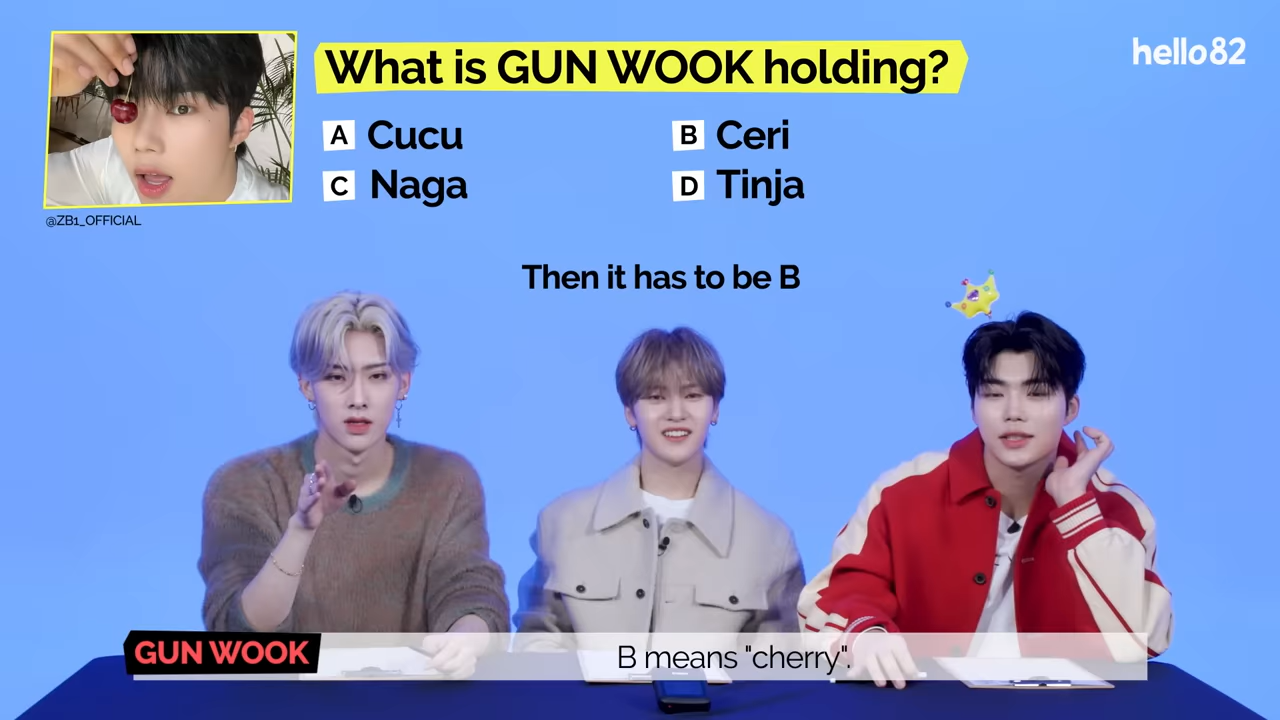 What is GUN WOOK holding?
hello82
A Cucu
B Ceri
C Naga
D Tinja
@ZB1_OFFICIAL
Then it has to be B
GUN WOOK
B means "cherry".